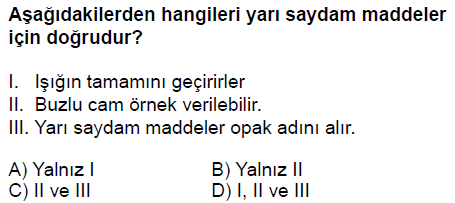 Aşağıdakilerden hangileri yarı saydam maddeler
için doğrudur?
I. Işığın tamamını geçirirler
II. Buzlu cam örnek verilebilir.
III. Yarı saydam maddeler opak adını alır.
A) Yalnız I B) Yalnız II
C) II ve III D) I, II ve III